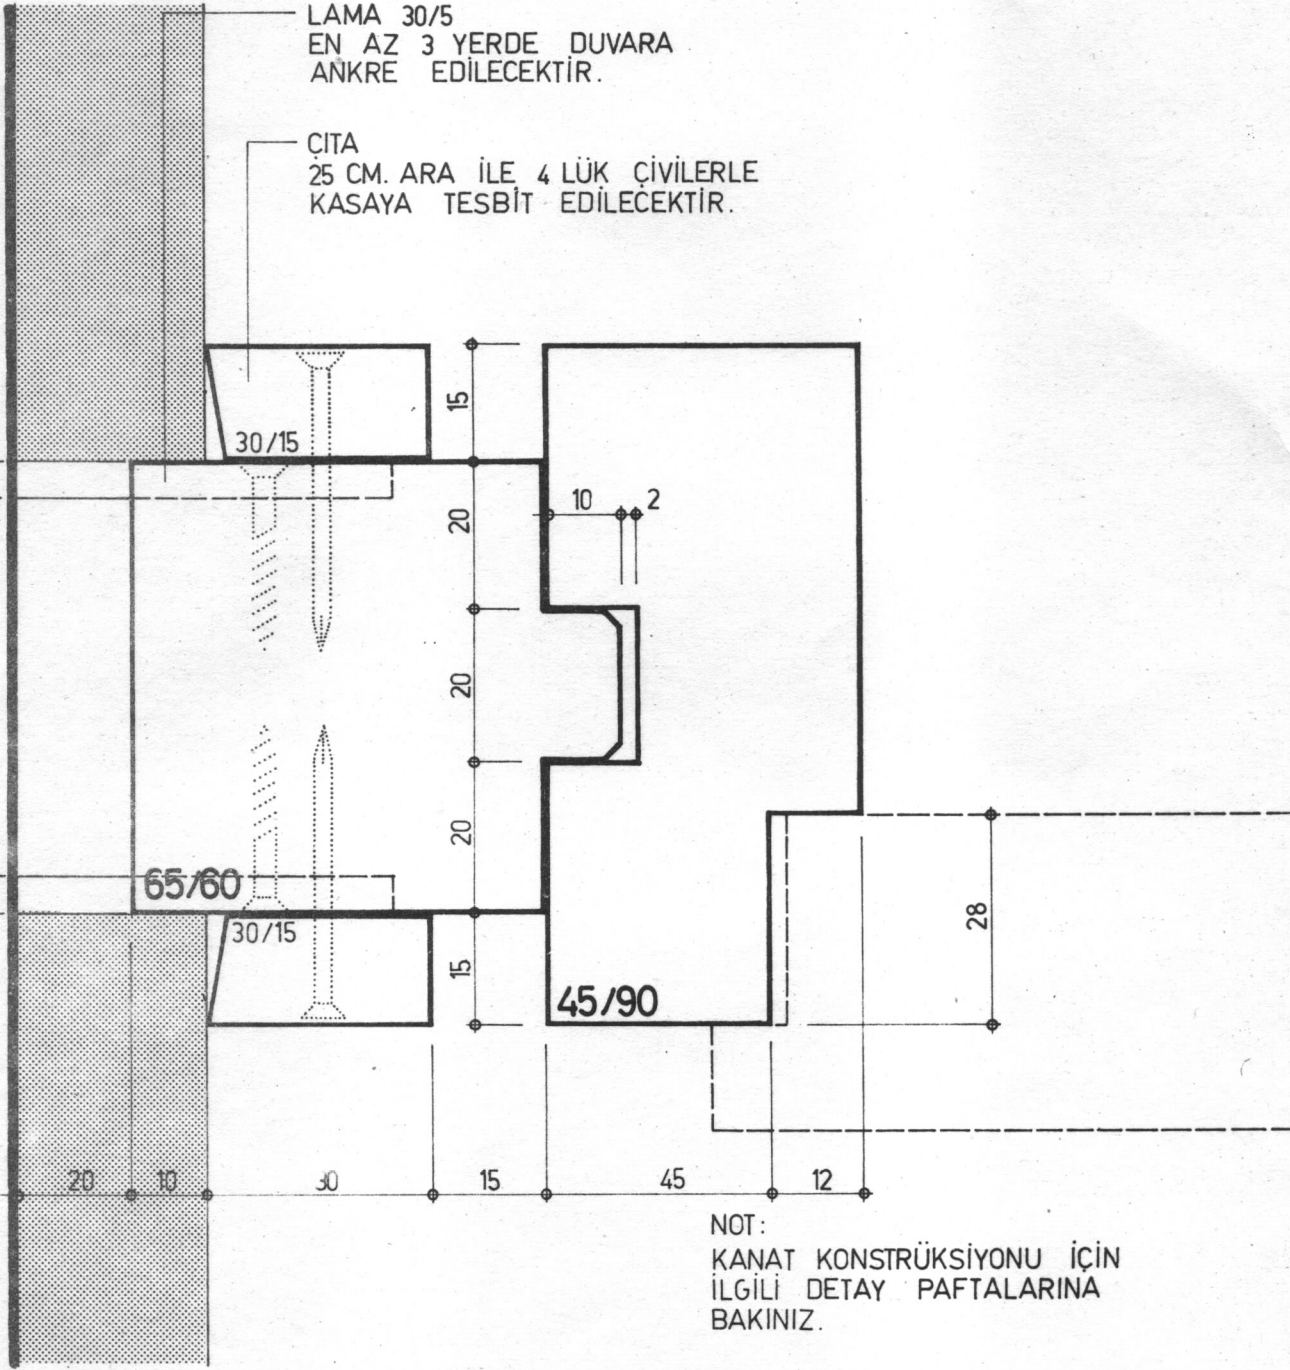 LAMA 30/5
EN AZ 3 YERDE DUVARA
ANKRE EDİLECEKTİR.
ÇITA
25 CM. ARA İLE 4 LÜK ÇİVİLERLE
KASAYA TESBİT EDİLECEKTİR.
15
30/15
10 2
20
20
20
65/60
28
30/15
15
45/90
20 10 30 15 45 12
NOT:
KANAT KONSTRÜKSİYONU İÇİN
İLGİLİ DETAY PAFTALARINA
BAKINIZ.